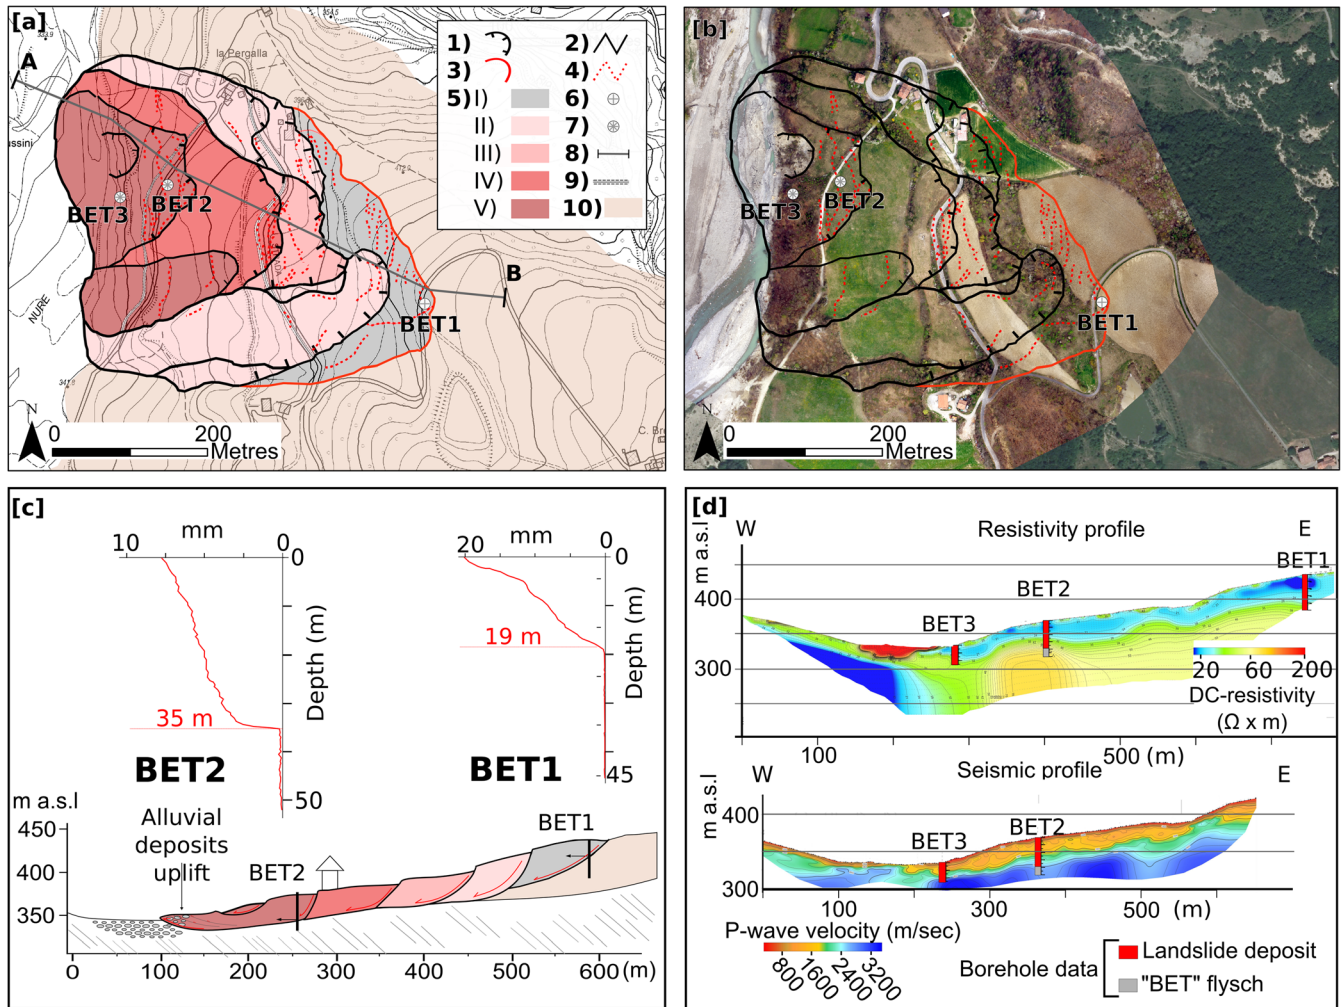 [a]
A
la Pergalla
ssini
BET3
BET2
BET1
B
NURE
C. Br
N
0 200
Metres
1) 2)
3) 4)
5) I) 6)
II) 7)
III) 8)
IV) 9)
V) 10)
[b]
BET3
BET2
BET1
N
0 200
Metres
[c]
mm
10 0
0
35 m
Depth (m)
50
BET2
mm
20 0
0
19 m
Depth (m)
45
BET1
m a.s.l
450
400
350
Alluvial
deposits
uplift
BET2
BET1
0 100 200 300 400 500 600 (m)
[d]
Resistivity profile
W E
m a.s.l
400
300
BET3
BET2
BET1
20 60 200
DC-resistivity
(Ω x m)
100 500 (m)
Seismic profile
W E
m a.s.l
400
300
BET3
BET2
100 300 500 (m)
P-wave velocity (m/sec)
800 1600 2400 3200
Borehole data
Landslide deposit
"BET" flysch